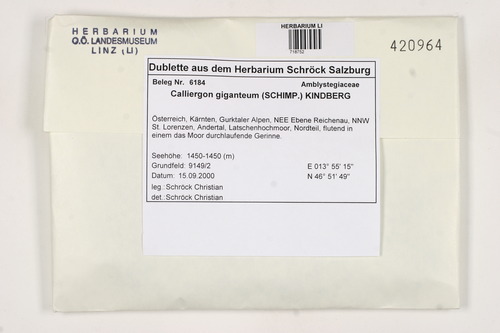 HERBARIUM
O.Ö. LANDESMUSEUM
LINZ (LI)
HERBARIUM LI
718702
420964
Dublette aus dem Herbarium Schröck Salzburg
Beleg Nr. 6184 Amblystegiaceae
Calliergon giganteum (SCHIMP.) KINDBERG
Österreich, Kärnten, Gurktaler Alpen, NEE Ebene Reichenau, NNW
St. Lorenzen, Andertal, Latschenhochmoor, Nordteil, flutend in
einem das Moor durchlaufende Gerinne.
Seehöhe: 1450-1450 (m)
Grundfeld: 9149/2 E 013° 55' 15"
Datum: 15.09.2000 N 46° 51' 49"
leg.: Schröck Christian
det.: Schröck Christian